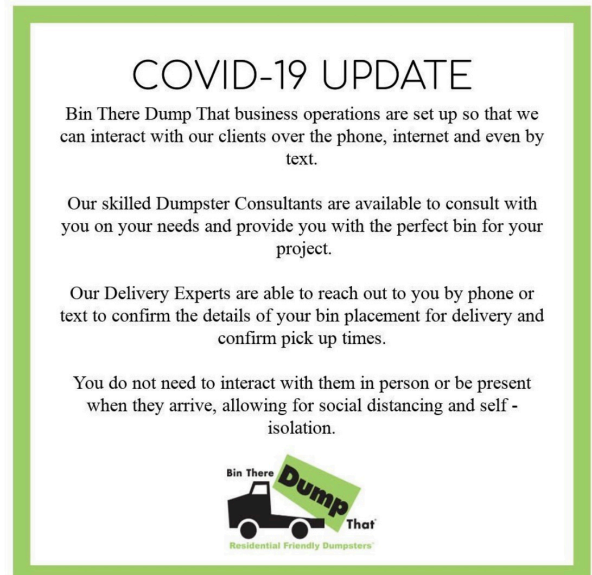 COVID-19 UPDATE
Bin There Dump That business operations are set up so that we
can interact with our clients over the phone, internet and even by
text.
Our skilled Dumpster Consultants are available to consult with
you on your needs and provide you with the perfect bin for your
project.
Our Delivery Experts are able to reach out to you by phone or
text to confirm the details of your bin placement for delivery and
confirm pick up times.
You do not need to interact with them in person or be present
when they arrive, allowing for social distancing and self -
isolation.
Bin There
Dump
That
Residential Friendly Dumpsters